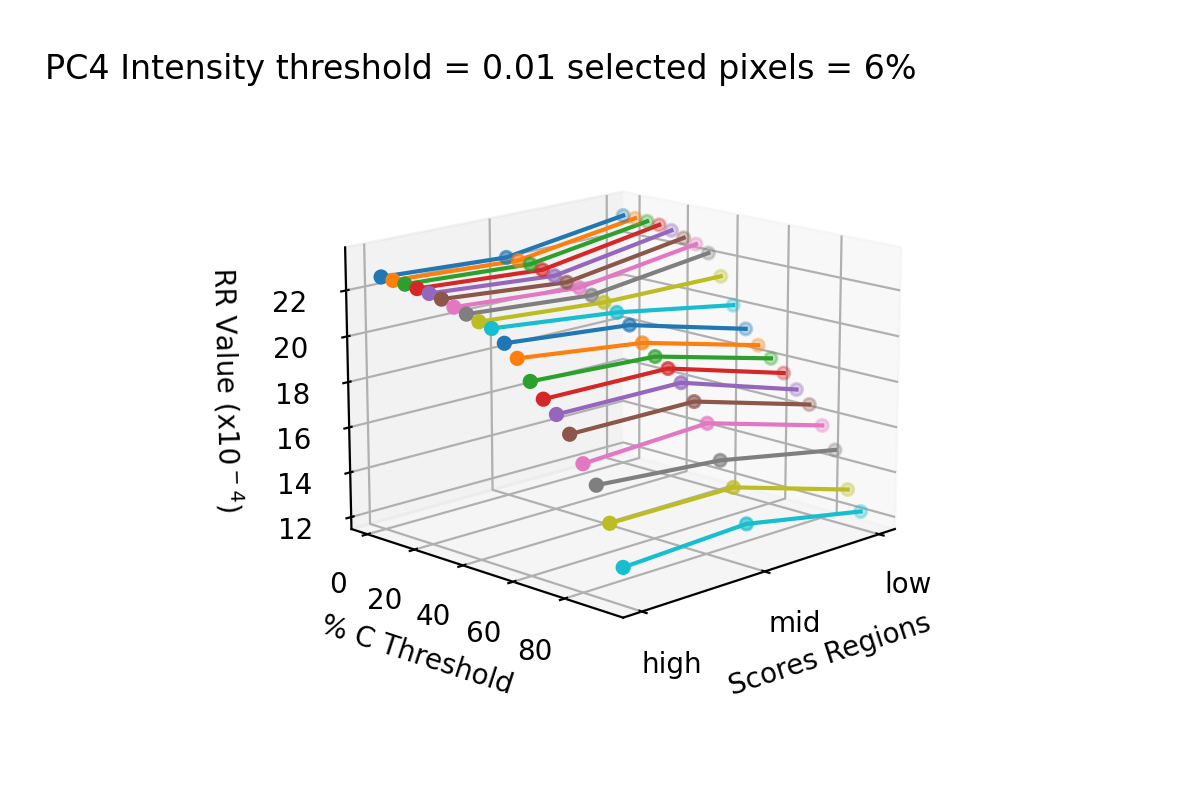 PC4 Intensity threshold = 0.01 selected pixels = 6%
RR Value (x10⁻⁴)
22
20
18
16
14
12
0
20
40
60
80
% C Threshold
high
mid
low
Scores Regions